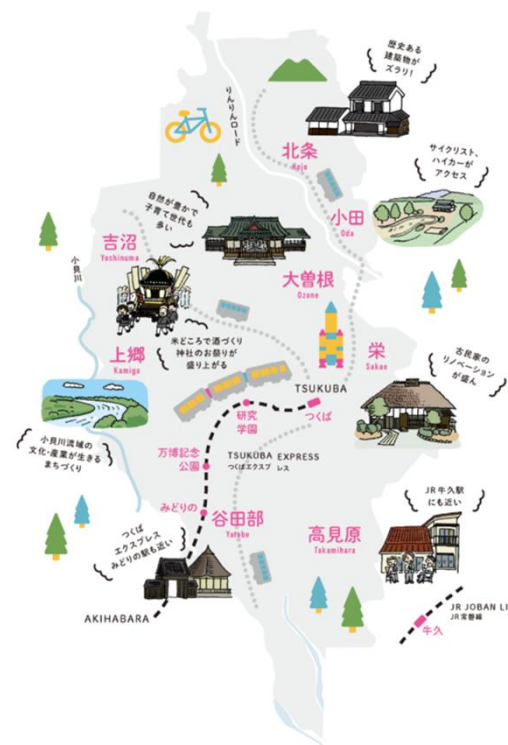 歴史ある
建築物が
ズラリ!
りんりんロード
北条
Hojo
サイクリスト、
ハイカーが
アクセス
小田
Oda
自然が豊かで
子育て世代も
多い
吉沼
Yoshinuma
小貝川
大曽根
Ozone
米どころで酒づくり
神社のお祭りが
盛り上がる
上郷
Kamigo
栄
Sakae
古民家の
リノベーション
が盛ん
TSUKUBA
つくば
研究
学園
小貝川流域の
文化・産業が生きる
まちづくり
万博記念
公園
TSUKUBA EXPRESS
つくばエクスプレス
みどりの
谷田部
Yatabe
つくば
エクスプレス
みどりの駅も近い
高見原
Takamihara
JR牛久駅
にも近い
AKIHABARA
JR JOBAN LI
JR常磐線
牛久